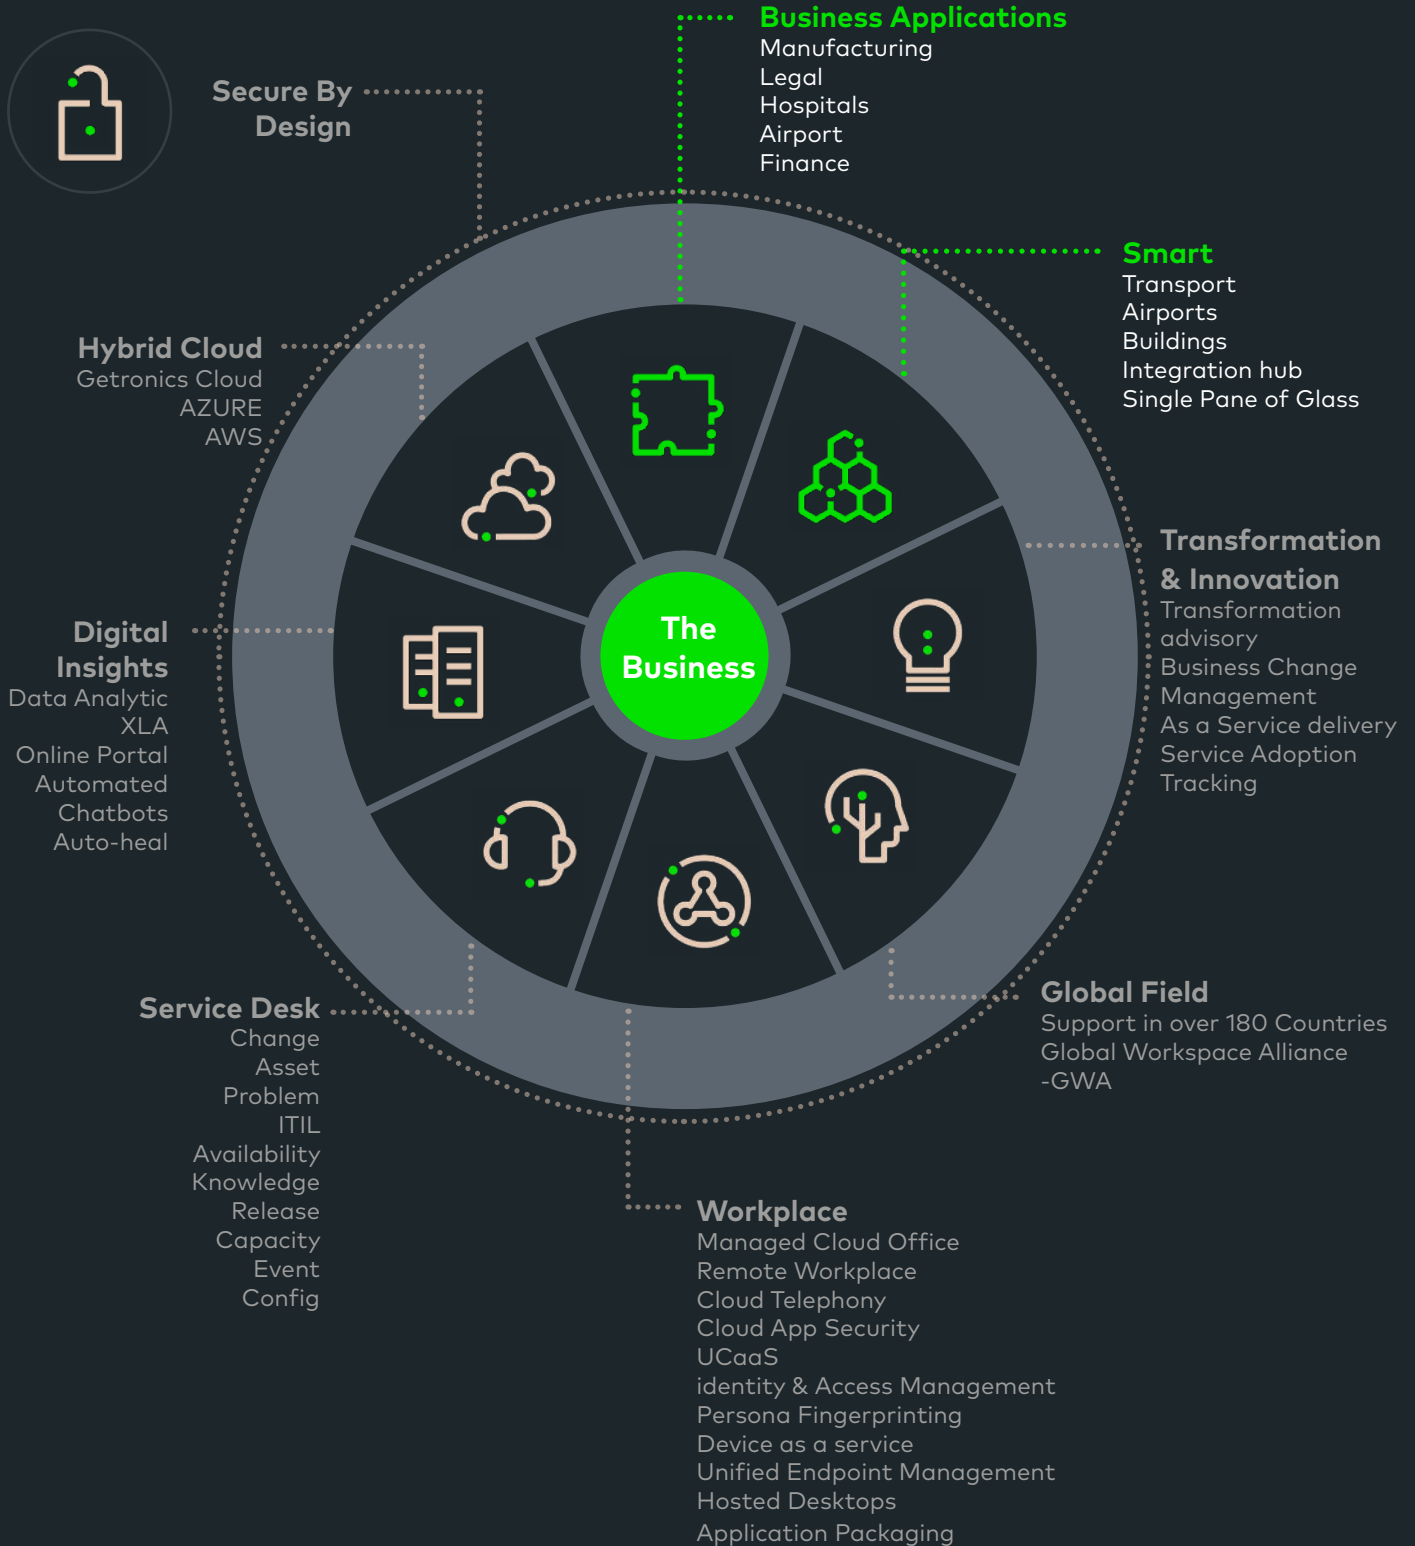 Business Applications
Manufacturing
Legal
Hospitals
Airport
Finance
Secure By
Design
Smart
Transport
Airports
Buildings
Integration hub
Single Pane of Glass
Hybrid Cloud
Getronics Cloud
AZURE
AWS
Transformation
& Innovation
Transformation
advisory
Business Change
Management
As a Service delivery
Service Adoption
Tracking
The
Business
Digital
Insights
Data Analytic
XLA
Online Portal
Automated
Chatbots
Auto-heal
Global Field
Support in over 180 Countries
Global Workspace Alliance
-GWA
Service Desk
Change
Asset
Problem
ITIL
Availability
Knowledge
Release
Capacity
Event
Config
Workplace
Managed Cloud Office
Remote Workplace
Cloud Telephony
Cloud App Security
UCaaS
identity & Access Management
Persona Fingerprinting
Device as a service
Unified Endpoint Management
Hosted Desktops
Application Packaging